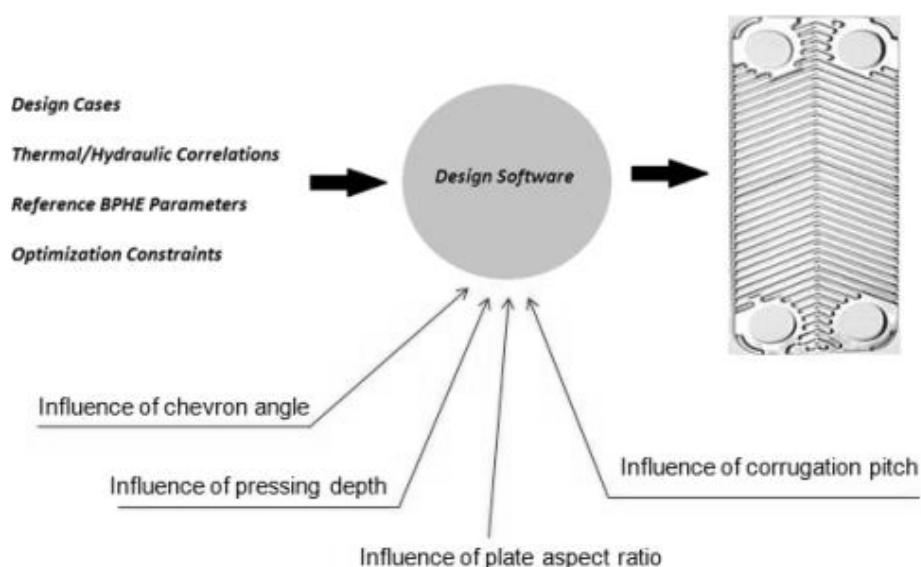 Design Cases
Thermal/Hydraulic Correlations
Reference BPHE Parameters
Optimization Constraints
Design Software
Influence of chevron angle
Influence of pressing depth
Influence of corrugation pitch
Influence of plate aspect ratio